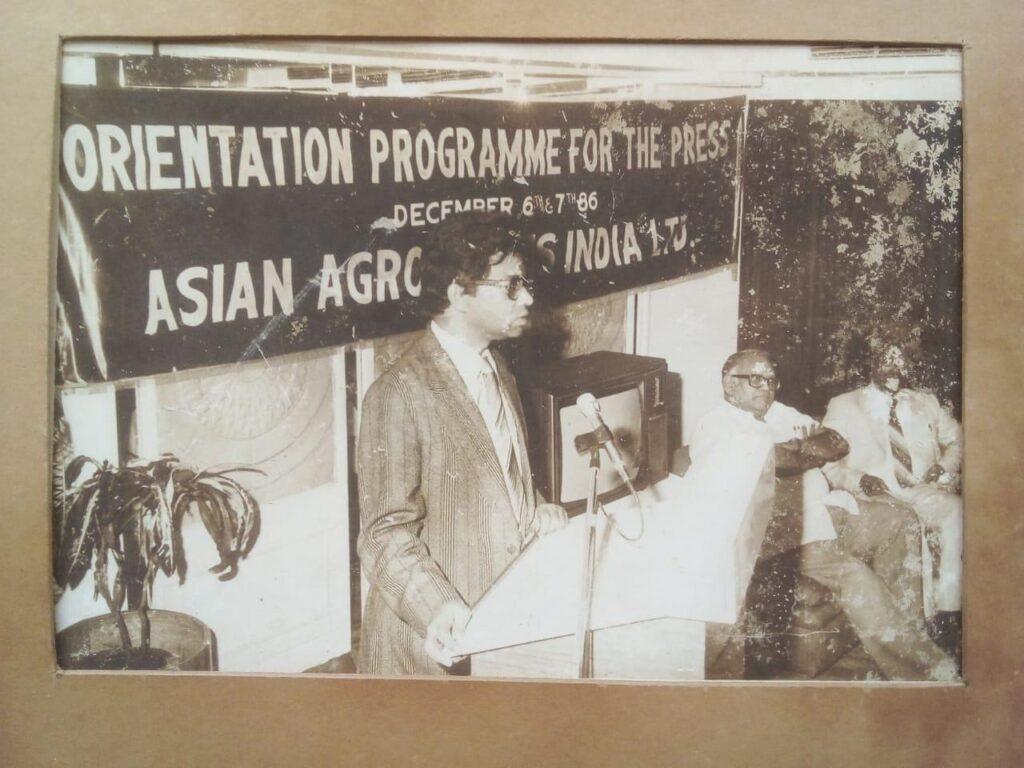 ORIENTATION PROGRAMME FOR THE PRESS
DECEMBER 6TH & 7TH 86
ASIAN AGRO INDIA LTD.